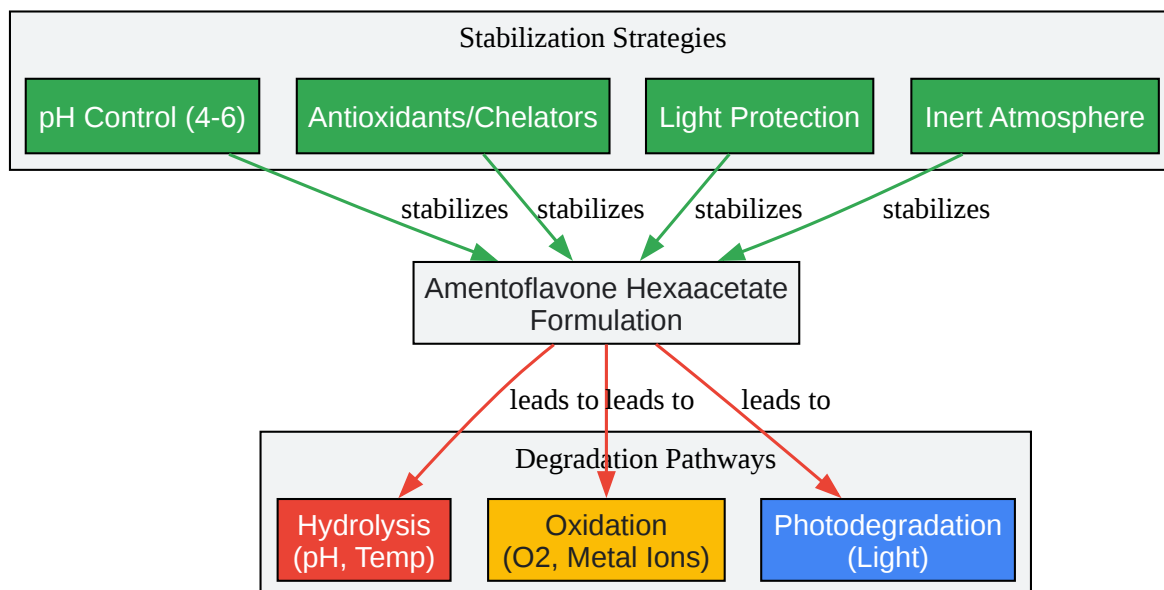 Stabilization Strategies
pH Control (4-6)
Antioxidants/Chelators
Light Protection
Inert Atmosphere
stabilizes
stabilizes
stabilizes
stabilizes
Amentoflavone Hexaacetate
Formulation
leads to
leads to
leads to
Degradation Pathways
Hydrolysis
(pH, Temp)
Oxidation
(O2, Metal Ions)
Photodegradation
(Light)